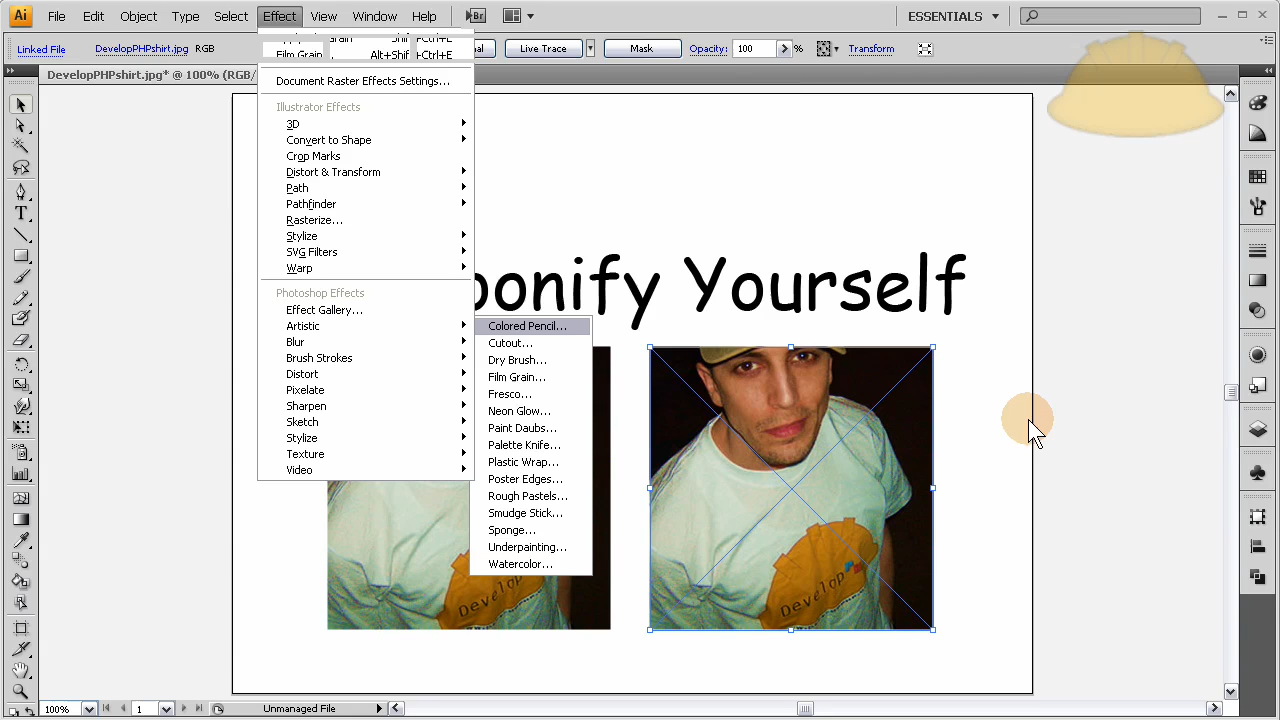 Ai File Edit Object Type Select Effect View Window Help Br ESSENTIALS
Linked File DevelopPHPshirt.jpg RGB Film Grain Alt+Shif Ctrl+E Live Trace Mask Opacity: 100 % Transform
DevelopPHPshirt.jpg* @ 100% (RGB/
Document Raster Effects Settings...
Illustrator Effects
3D
Convert to Shape
Crop Marks
Distort & Transform
Path
Pathfinder
Rasterize...
Stylize
SVG Filters
Warp
Photoshop Effects
Effect Gallery...
Artistic
Blur
Brush Strokes
Distort
Pixelate
Sharpen
Sketch
Stylize
Texture
Video
Colored Pencil...
Cutout...
Dry Brush...
Film Grain...
Fresco...
Neon Glow...
Paint Daubs...
Palette Knife...
Plastic Wrap...
Poster Edges...
Rough Pastels...
Smudge Stick...
Sponge...
Underpainting...
Watercolor...
oonify Yourself
Develop
Develop
100% 1 Unmanaged File